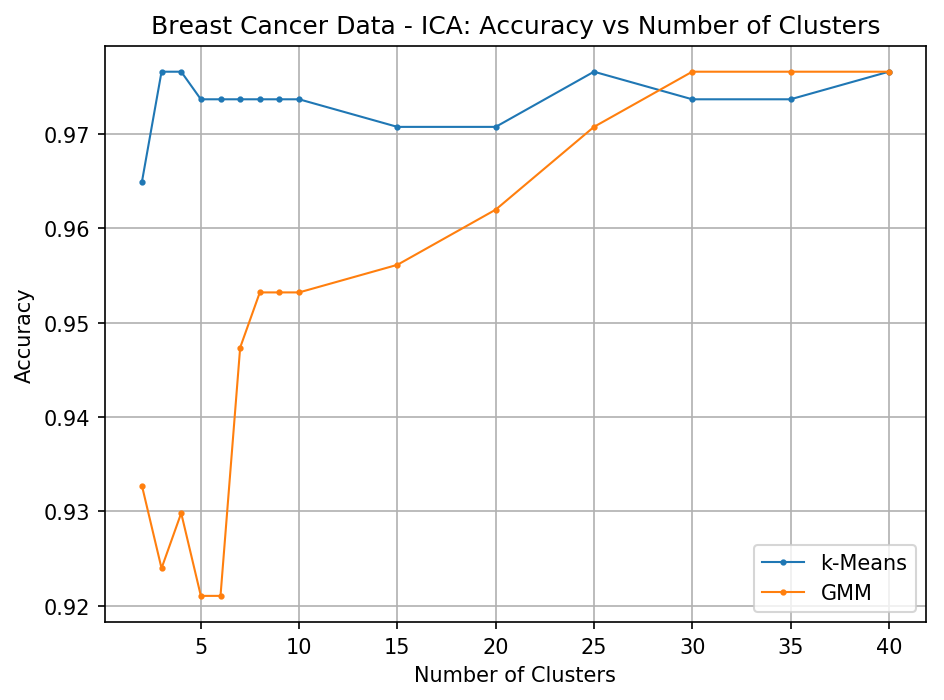 Breast Cancer Data - ICA: Accuracy vs Number of Clusters
Accuracy
0.97
0.96
0.95
0.94
0.93
0.92
5 10 15 20 25 30 35 40
Number of Clusters
k-Means
GMM